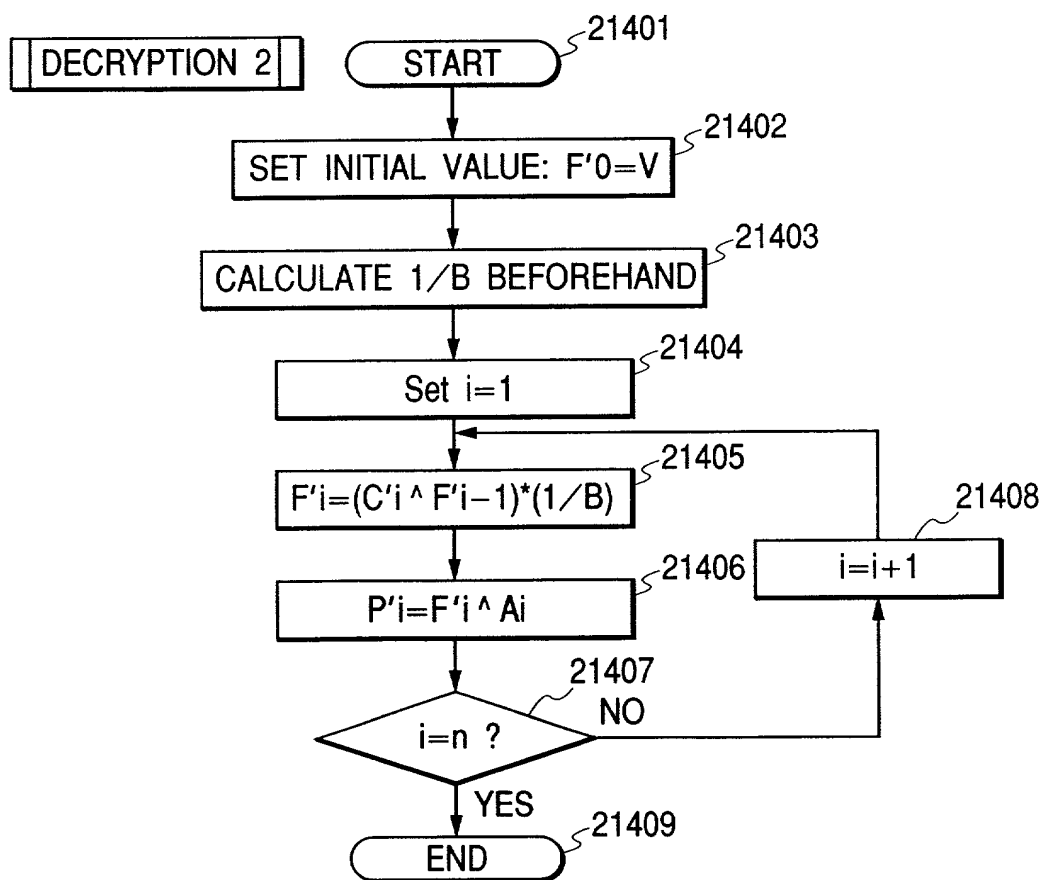 DECRYPTION 2
START
21401
SET INITIAL VALUE: F'0=V
21402
CALCULATE 1/B BEFOREHAND
21403
Set i=1
21404
F'i=(C'i ^ F'i-1)*(1/B)
21405
P'i=F'i ^ Ai
21406
i=n ?
21407
NO
i=i+1
21408
YES
END
21409